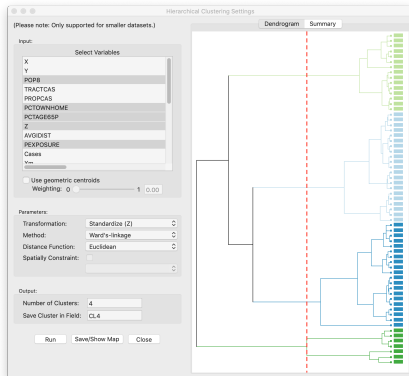 Hierarchical Clustering Settings
(Please note: Only supported for smaller datasets.)
Dendrogram Summary
Input:
Select Variables
X
Y
POP8
TRACTCAS
PROPCAS
PCTOWNHOME
PCTAGE65P
Z
AVGIDIST
PEXPOSURE
Cases
Xm
Use geometric centroids
Weighting: 0 1 0.00
Parameters:
Transformation: Standardize (Z)
Method: Ward's-linkage
Distance Function: Euclidean
Spatially Constraint:
Output:
Number of Clusters: 4
Save Cluster in Field: CL4
Run Save/Show Map Close